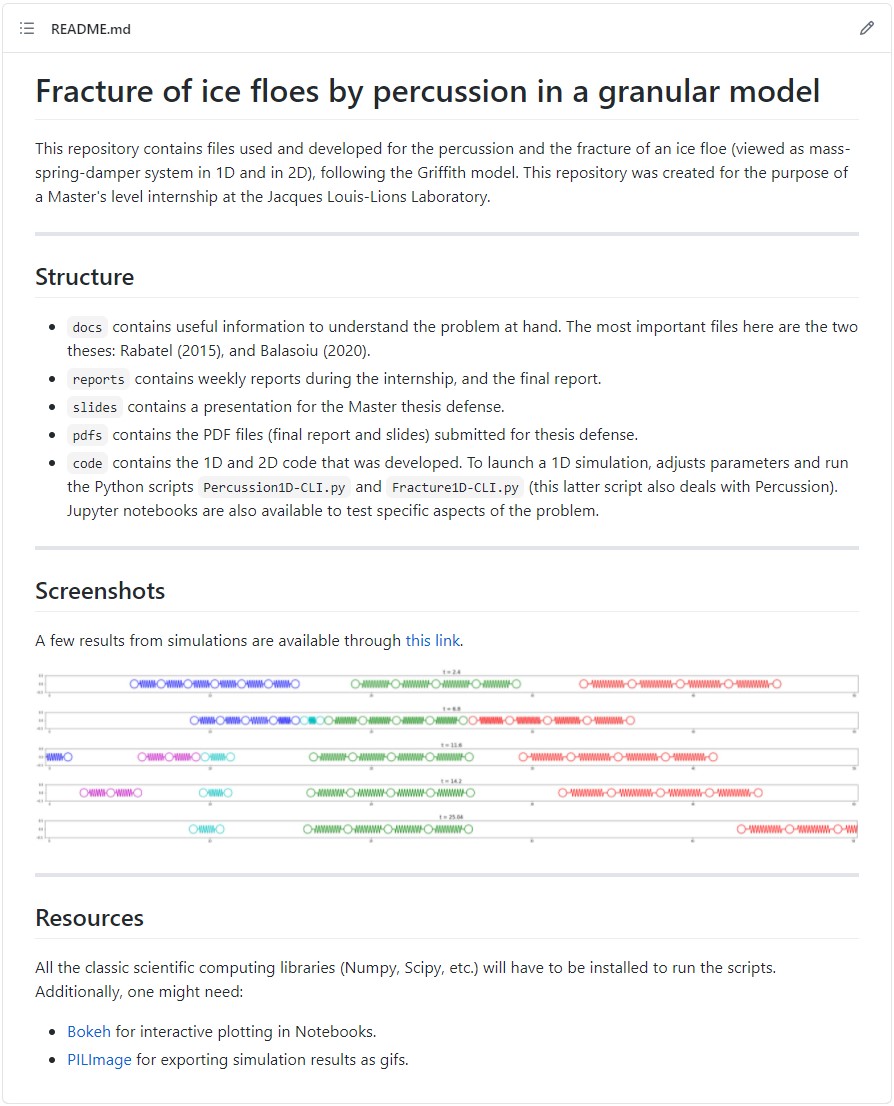 README.md
Fracture of ice floes by percussion in a granular model
This repository contains files used and developed for the percussion and the fracture of an ice floe (viewed as mass-
spring-damper system in 1D and in 2D), following the Griffith model. This repository was created for the purpose of
a Master's level internship at the Jacques Louis-Lions Laboratory.
Structure
docs contains useful information to understand the problem at hand. The most important files here are the two
theses: Rabatel (2015), and Balasoiu (2020).
reports contains weekly reports during the internship, and the final report.
slides contains a presentation for the Master thesis defense.
pdfs contains the PDF files (final report and slides) submitted for thesis defense.
code contains the 1D and 2D code that was developed. To launch a 1D simulation, adjusts parameters and run
the Python scripts Percussion1D-CLI.py and Fracture1D-CLI.py (this latter script also deals with Percussion).
Jupyter notebooks are also available to test specific aspects of the problem.
Screenshots
A few results from simulations are available through this link.
t = 2.4
t = 11.6
t = 14.2
t = 25.04
Resources
All the classic scientific computing libraries (Numpy, Scipy, etc.) will have to be installed to run the scripts.
Additionally, one might need:
Bokeh for interactive plotting in Notebooks.
PILImage for exporting simulation results as gifs.